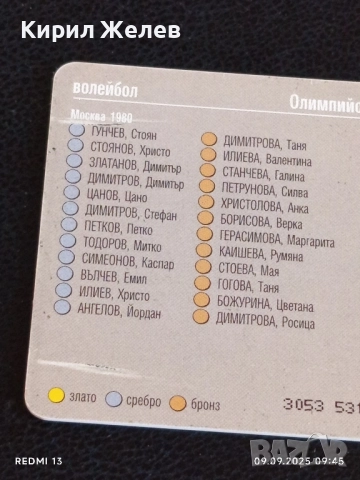 Кирил Желев
волейбол
Олимпийс
Москва 1980
ГУНЧЕВ, Стоян
СТОЯНОВ, Христо
ЗЛАТАНОВ, Димитър
ДИМИТРОВ, Димитър
ЦАНОВ, Цано
ДИМИТРОВ, Стефан
ПЕТКОВ, Петко
ТОДОРОВ, Митко
СИМЕОНОВ, Каспар
ВЪЛЧЕВ, Емил
ИЛИЕВ, Христо
АНГЕЛОВ, Йордан
ДИМИТРОВА, Таня
ИЛИЕВА, Валентина
СТАНЧЕВА, Галина
ПЕТРУНОВА, Силва
ХРИСТОЛОВА, Анка
БОРИСОВА, Верка
ГЕРАСИМОВА, Маргарита
КАИШЕВА, Румяна
СТОЕВА, Мая
ГОГОВА, Таня
БОЖУРИНА, Цветана
ДИМИТРОВА, Росица
злато сребро бронз
3053 531
REDMI 13
09.09.2025 09:45
bazar